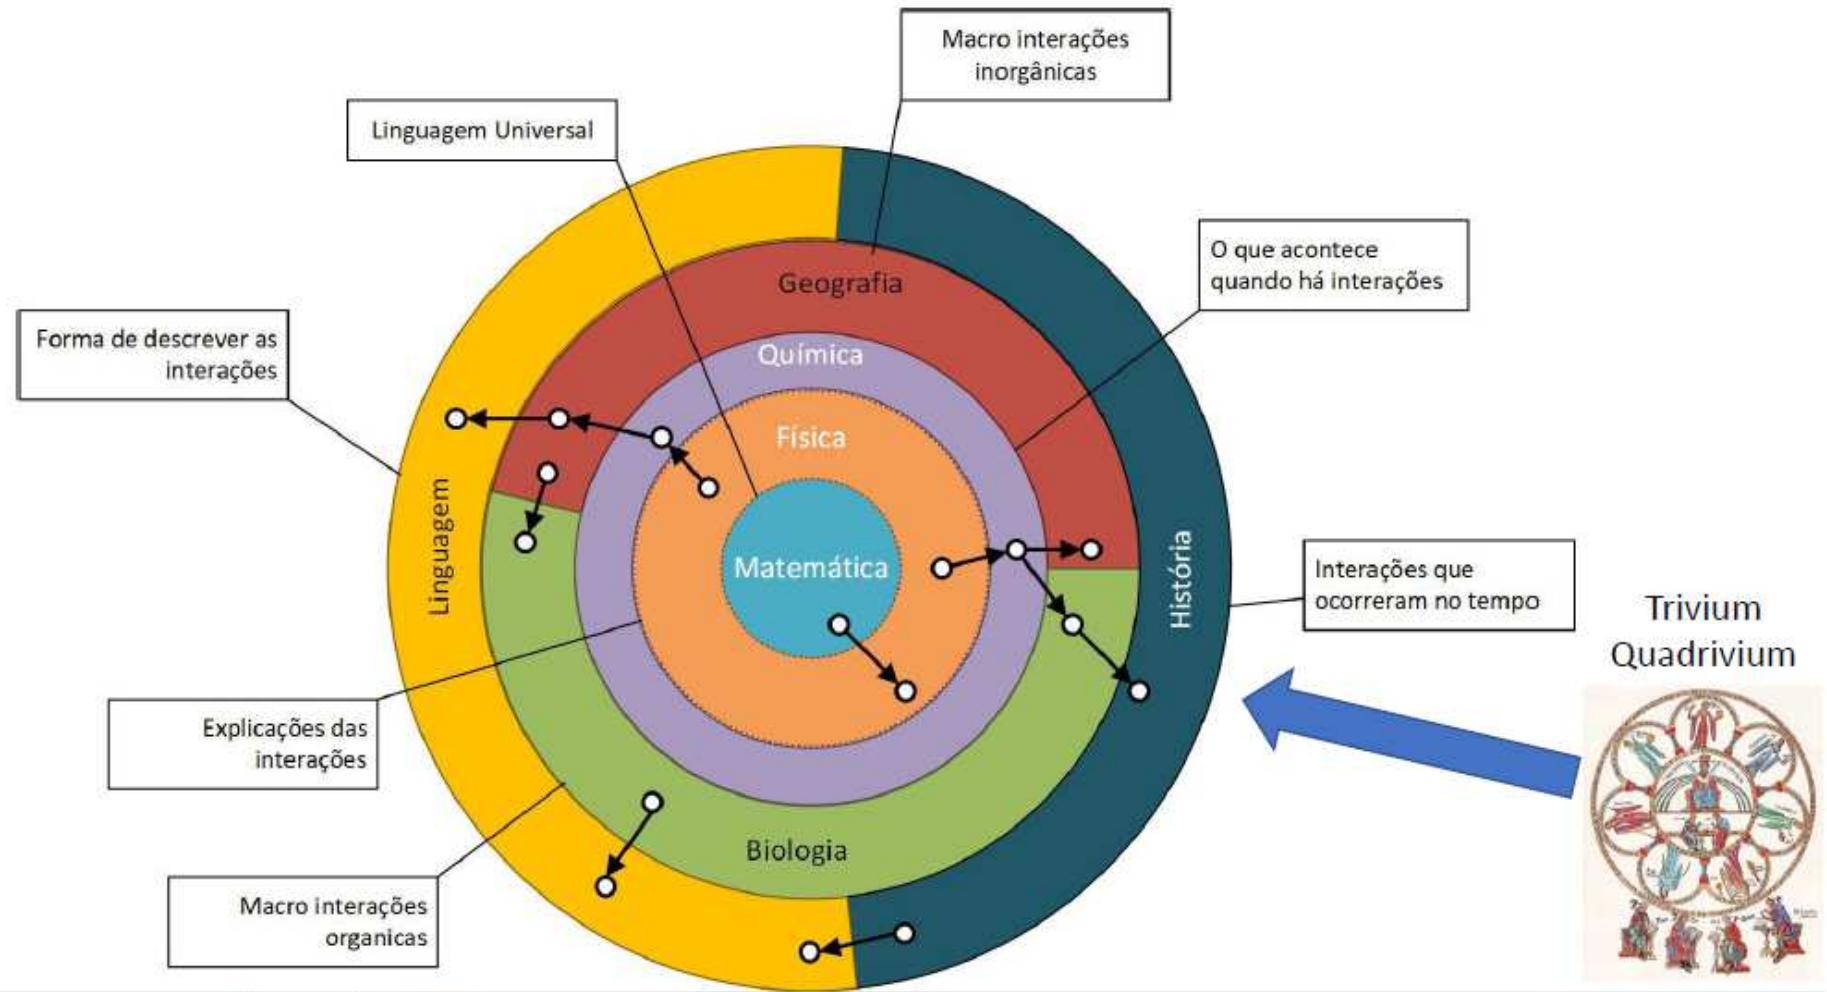 Macro interações
inorgânicas
Linguagem Universal
O que acontece
quando há interações
Geografia
Forma de descrever as
interações
Química
Física
Linguagem
Matemática
História
Interações que
ocorreram no tempo
Trivium
Quadrivium
Explicações das
interações
Biologia
Macro interações
organicas